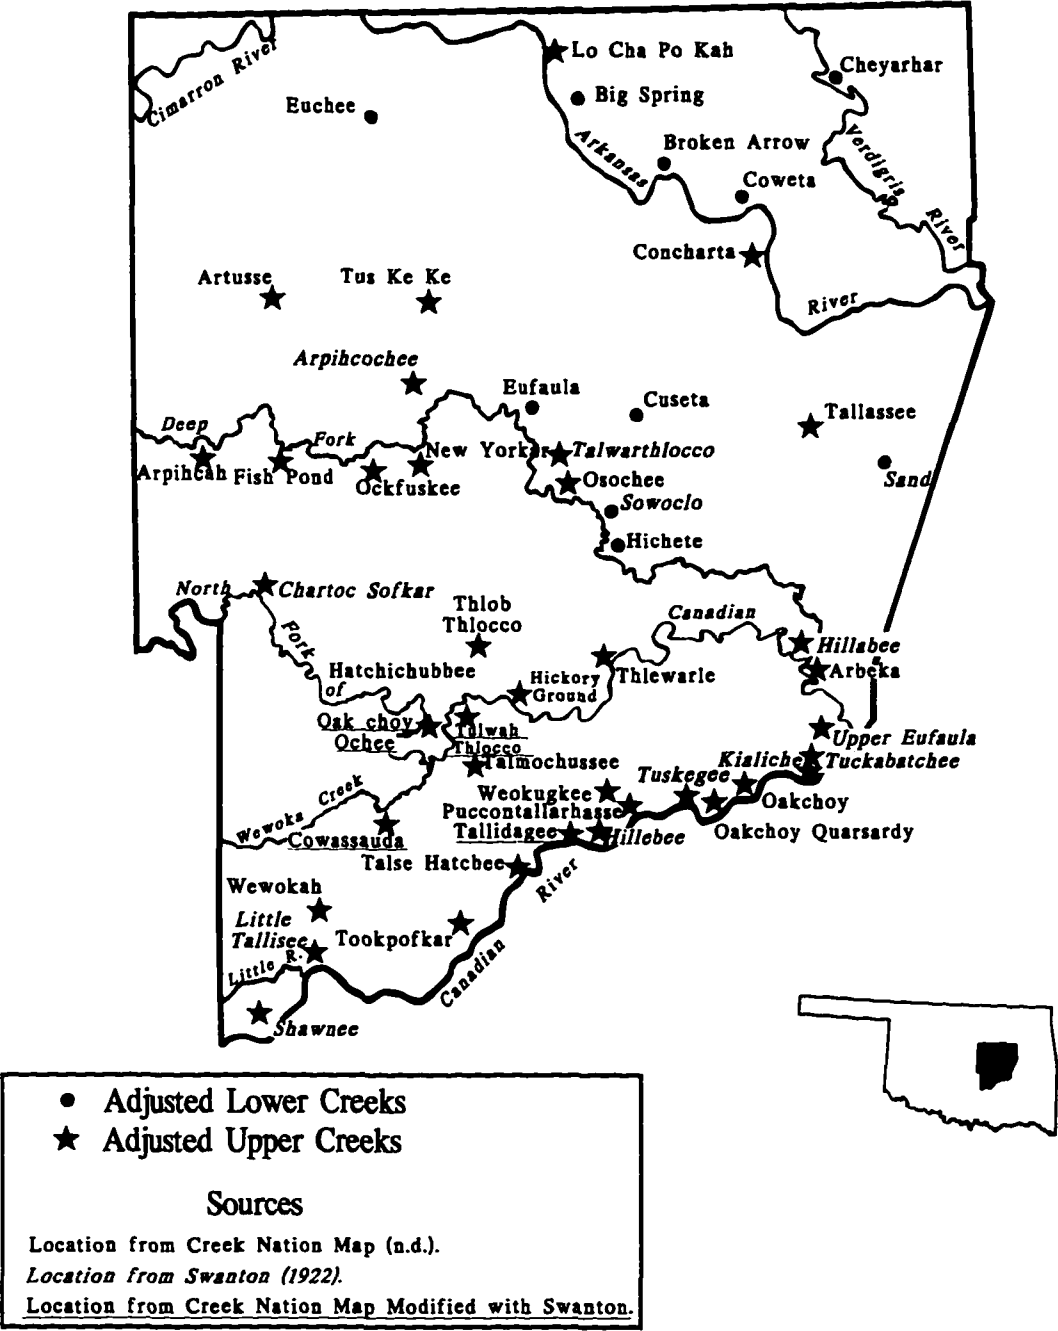 Lo Cha Po Kah
Cheyarhar
Cimarron River
Euchee
Big Spring
Arkansas
Broken Arrow
Verdigris
River
Coweta
Concharta
River
Artusse
Tus Ke Ke
Arpihcochee
Eufaula
Cuseta
Tallassee
Deep
Fork
New Yorkar
Talwarthlocco
Arpihcah
Fish Pond
Ockfuskee
Osochee
Sand
Sowoclo
Hichete
North
Chartoc Sofkar
Thlob
Thlocco
Canadian
Fork
Hillabee
Hatchichubbee
Hickory
Ground
Thlewarle
Arbeka
of
Oak choy
Ochee
Tulwah
Thlocco
Upper Eufaula
Talmochussee
Kialiche
Tuckabatchee
Tuskegee
Wewoka Creek
Weokugkee
Oakchoy
Puccontallarhasse
Cowassauda
Tallidagee
Hillebee
Oakchoy Quarsardy
Talse Hatchee
River
Wewokah
Little
Tallisee
Tookpofkar
Little R.
Canadian
Shawnee
Adjusted Lower Creeks
Adjusted Upper Creeks
Sources
Location from Creek Nation Map (n.d.).
Location from Swanton (1922).
Location from Creek Nation Map Modified with Swanton.